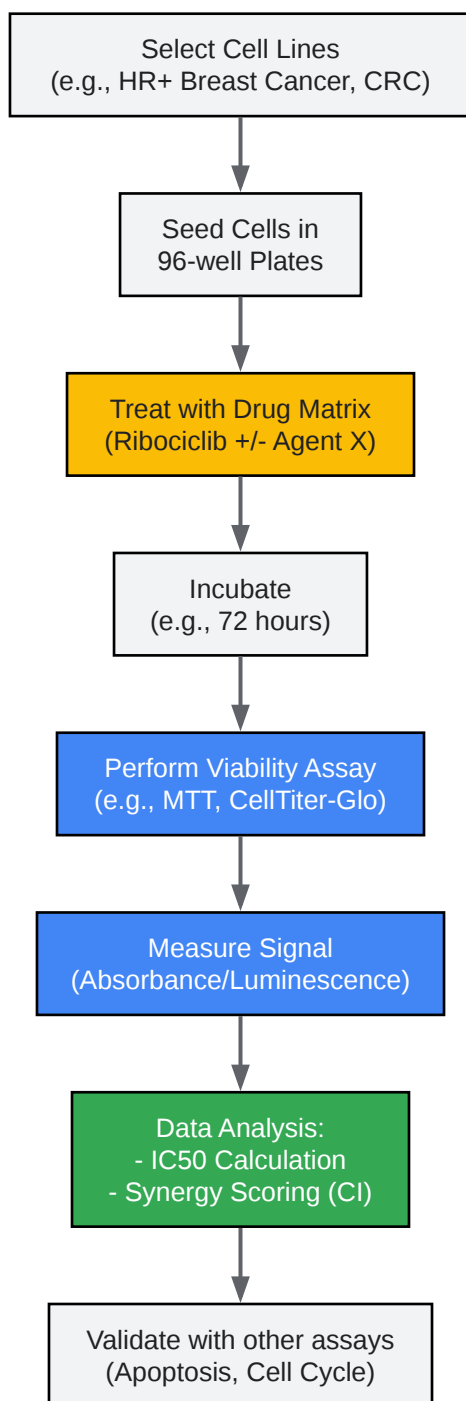 Select Cell Lines
(e.g., HR+ Breast Cancer, CRC)
Seed Cells in
96-well Plates
Treat with Drug Matrix
(Ribociclib +/- Agent X)
Incubate
(e.g., 72 hours)
Perform Viability Assay
(e.g., MTT, CellTiter-Glo)
Measure Signal
(Absorbance/Luminescence)
Data Analysis:
- IC50 Calculation
- Synergy Scoring (CI)
Validate with other assays
(Apoptosis, Cell Cycle)